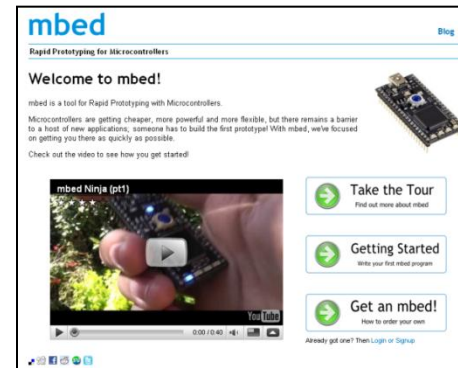 mbed
Blog
Rapid Prototyping for Microcontrollers
Welcome to mbed!
mbed is a tool for Rapid Prototyping with Microcontrollers.
Microcontrollers are getting cheaper, more powerful and more flexible, but there remains a barrier
to a host of new applications; someone has to build the first prototype! With mbed, we've focused
on getting you there as quickly as possible.
Check out the video to see how you get started!
mbed Ninja (pt1)
YouTube
0:00 / 0:40
Take the Tour
Find out more about mbed
Getting Started
Write your first mbed program
Get an mbed!
How to order your own
Already got one? Then Login or Signup